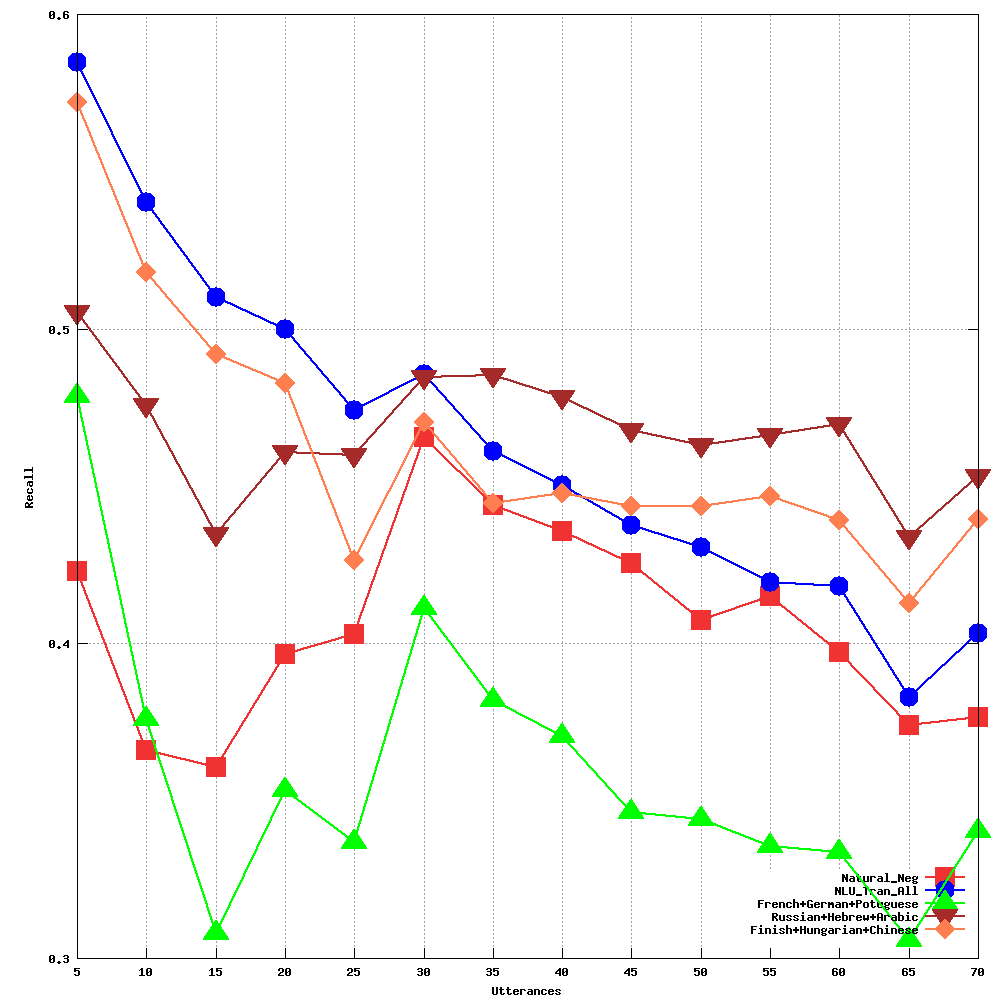 0.6
0.5
Recall
0.4
Natural_Neg
NLU_Tran_All
French+German+Poteguese
Russian+Hebrew+Arabic
Finish+Hungarian+Chinese
0.3
5 10 15 20 25 30 35 40 45 50 55 60 65 70
Utterances